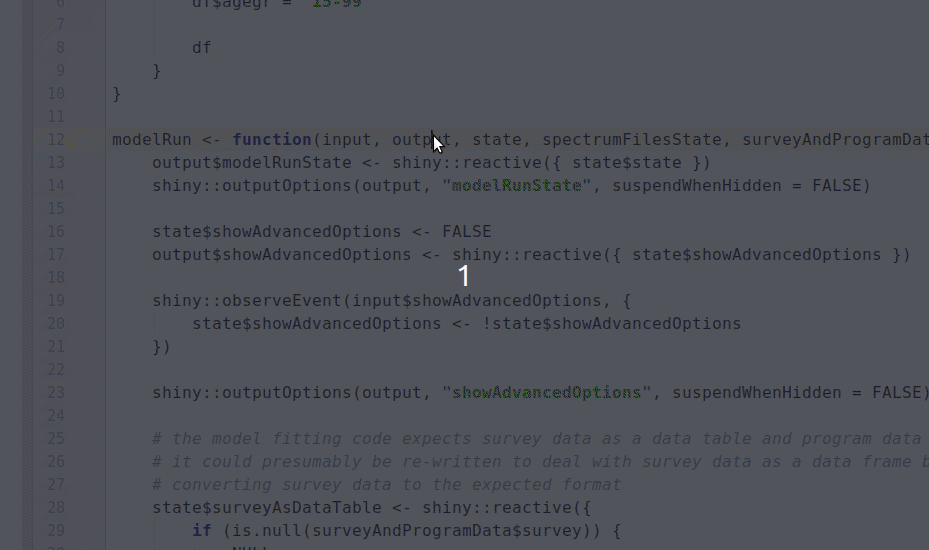 6 df$agegr = "15-99"
7
8 df
9 }
10 }
11
12 modelRun <- function(input, output, state, spectrumFilesState, surveyAndProgramDat
13 output$modelRunState <- shiny::reactive({ state$state })
14 shiny::outputOptions(output, "modelRunState", suspendWhenHidden = FALSE)
15
16 state$showAdvancedOptions <- FALSE
17 output$showAdvancedOptions <- shiny::reactive({ state$showAdvancedOptions })
18
1
19 shiny::observeEvent(input$showAdvancedOptions, {
20 state$showAdvancedOptions <- !state$showAdvancedOptions
21 })
22
23 shiny::outputOptions(output, "showAdvancedOptions", suspendWhenHidden = FALSE)
24
25 # the model fitting code expects survey data as a data table and program data
26 # it could presumably be re-written to deal with survey data as a data frame b
27 # converting survey data to the expected format
28 state$surveyAsDataTable <- shiny::reactive({
29 if (is.null(surveyAndProgramData$survey)) {